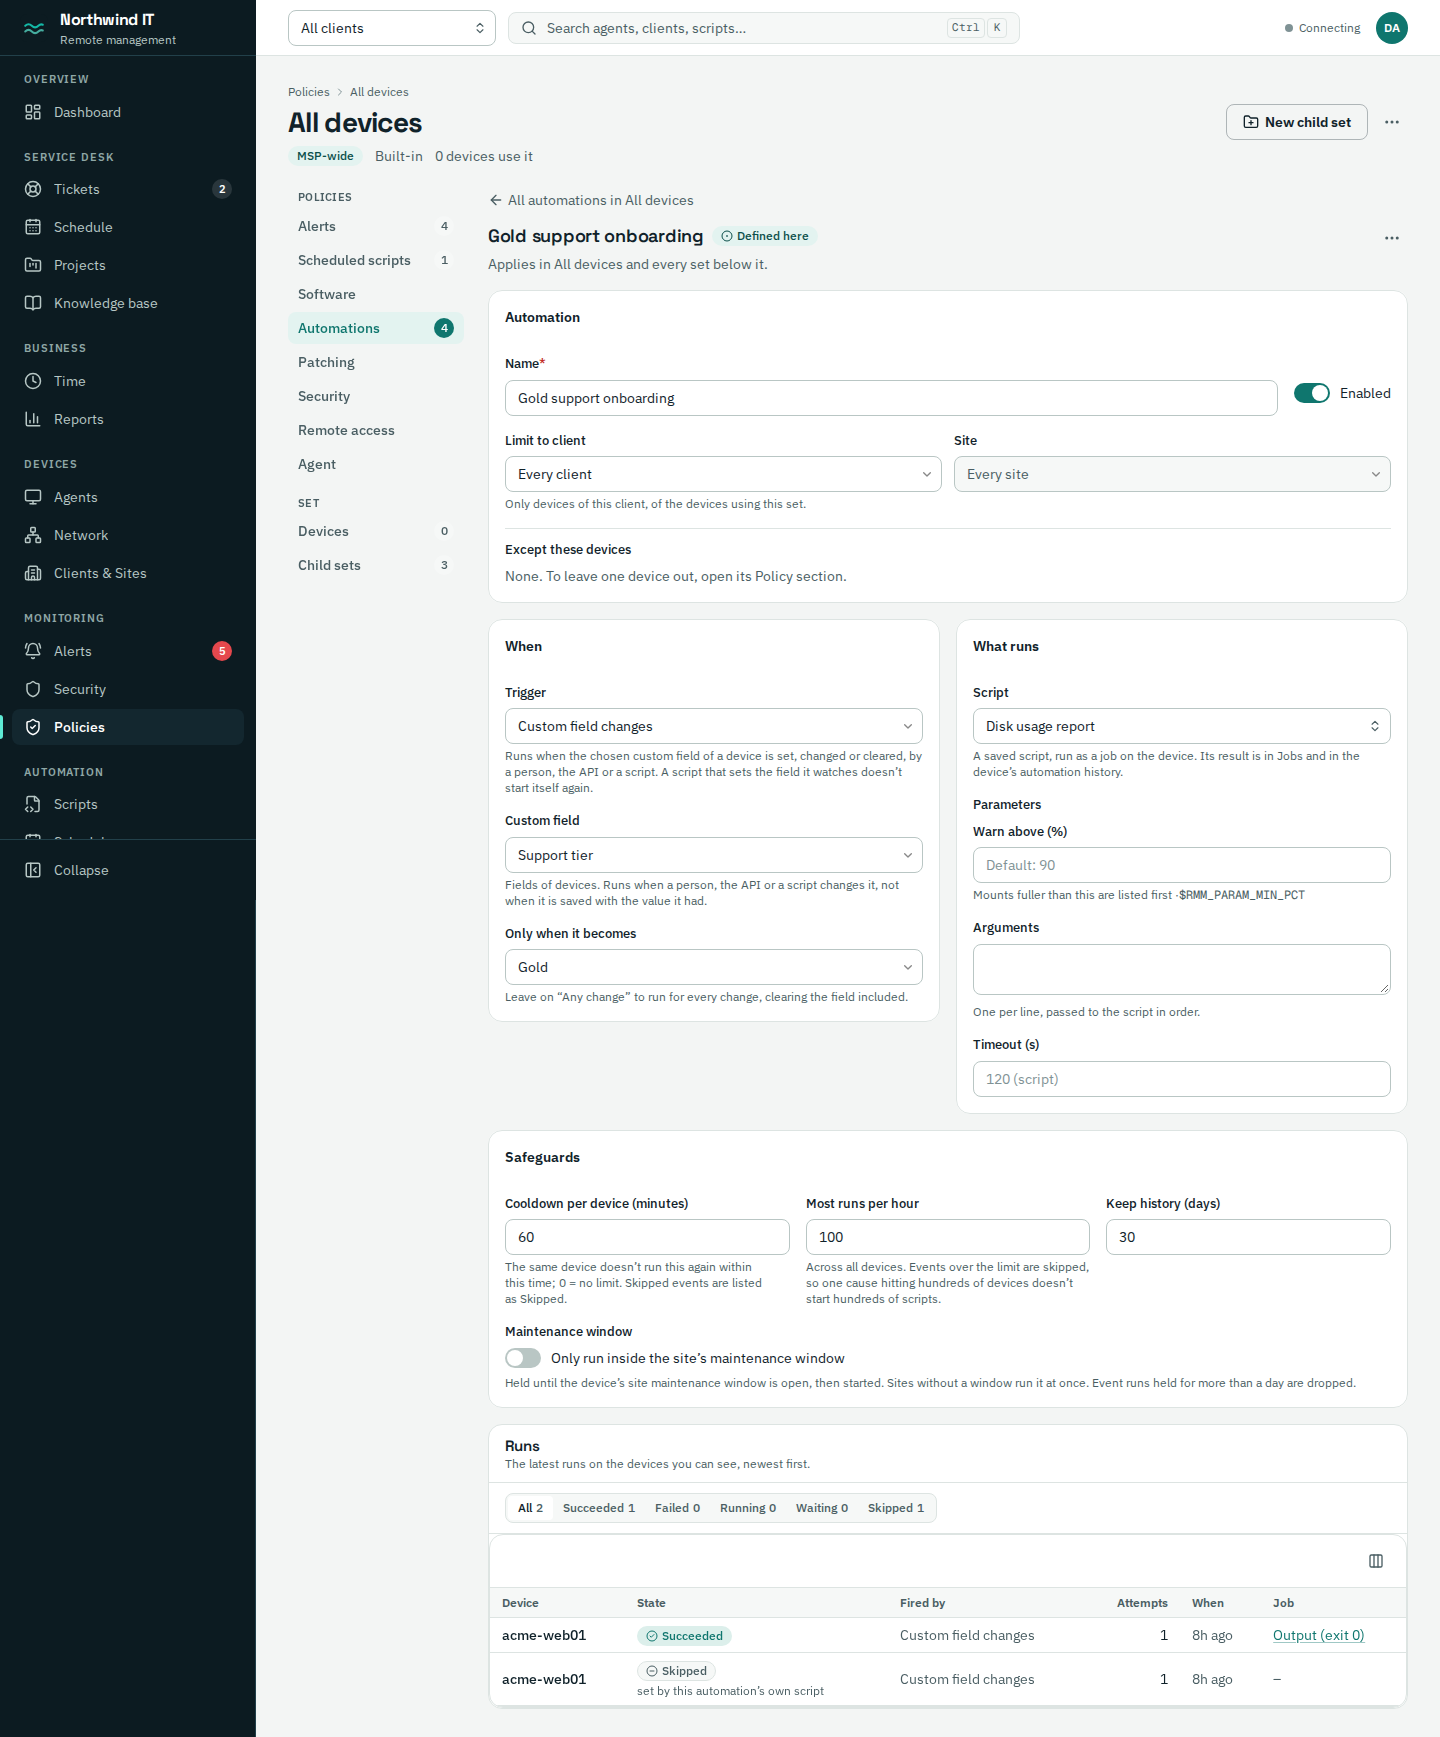 Northwind IT
Remote management
All clients
Search agents, clients, scripts...
Ctrl K
Connecting
DA
OVERVIEW
Dashboard
SERVICE DESK
Tickets 2
Schedule
Projects
Knowledge base
BUSINESS
Time
Reports
DEVICES
Agents
Network
Clients & Sites
MONITORING
Alerts 5
Security
Policies
AUTOMATION
Scripts
Collapse
Policies > All devices
All devices
New child set
MSP-wide Built-in 0 devices use it
POLICIES
Alerts 4
Scheduled scripts 1
Software
Automations 4
Patching
Security
Remote access
Agent
SET
Devices 0
Child sets 3
All automations in All devices
Gold support onboarding Defined here
Applies in All devices and every set below it.
Automation
Name*
Gold support onboarding
Enabled
Limit to client
Site
Every client
Every site
Only devices of this client, of the devices using this set.
Except these devices
None. To leave one device out, open its Policy section.
When
Trigger
Custom field changes
Runs when the chosen custom field of a device is set, changed or cleared, by
a person, the API or a script. A script that sets the field it watches doesn’t
start itself again.
Custom field
Support tier
Fields of devices. Runs when a person, the API or a script changes it, not
when it is saved with the value it had.
Only when it becomes
Gold
Leave on “Any change” to run for every change, clearing the field included.
What runs
Script
Disk usage report
A saved script, run as a job on the device. Its result is in Jobs and in the
device’s automation history.
Parameters
Warn above (%)
Default: 90
Mounts fuller than this are listed first ·$RMM_PARAM_MIN_PCT
Arguments
One per line, passed to the script in order.
Timeout (s)
120 (script)
Safeguards
Cooldown per device (minutes)
60
The same device doesn’t run this again within
this time; 0 = no limit. Skipped events are listed
as Skipped.
Most runs per hour
100
Across all devices. Events over the limit are skipped,
so one cause hitting hundreds of devices doesn’t
start hundreds of scripts.
Keep history (days)
30
Maintenance window
Only run inside the site’s maintenance window
Held until the device’s site maintenance window is open, then started. Sites without a window run it at once. Event runs held for more than a day are dropped.
Runs
The latest runs on the devices you can see, newest first.
All 2 Succeeded 1 Failed 0 Running 0 Waiting 0 Skipped 1
Device State Fired by Attempts When Job
acme-web01 Succeeded Custom field changes 1 8h ago Output (exit 0)
acme-web01 Skipped Custom field changes 1 8h ago –
set by this automation’s own script